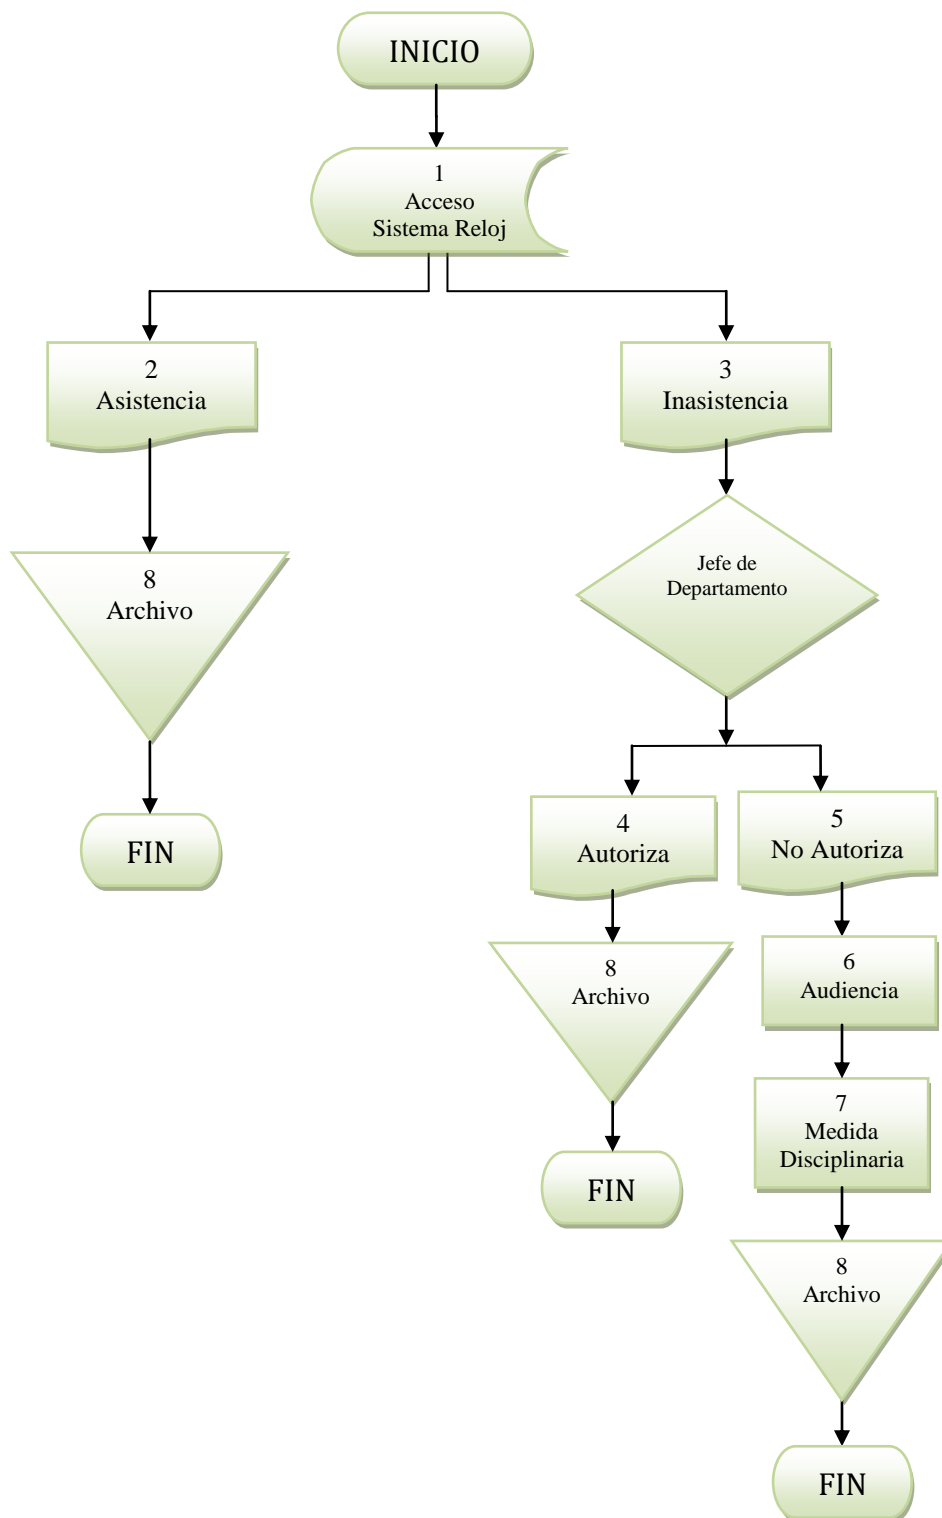 INICIO
1
Acceso
Sistema Reloj
2
Asistencia
3
Inasistencia
8
Archivo
Jefe de
Departamento
FIN
4
Autoriza
5
No Autoriza
8
Archivo
6
Audiencia
7
Medida
Disciplinaria
FIN
8
Archivo
FIN